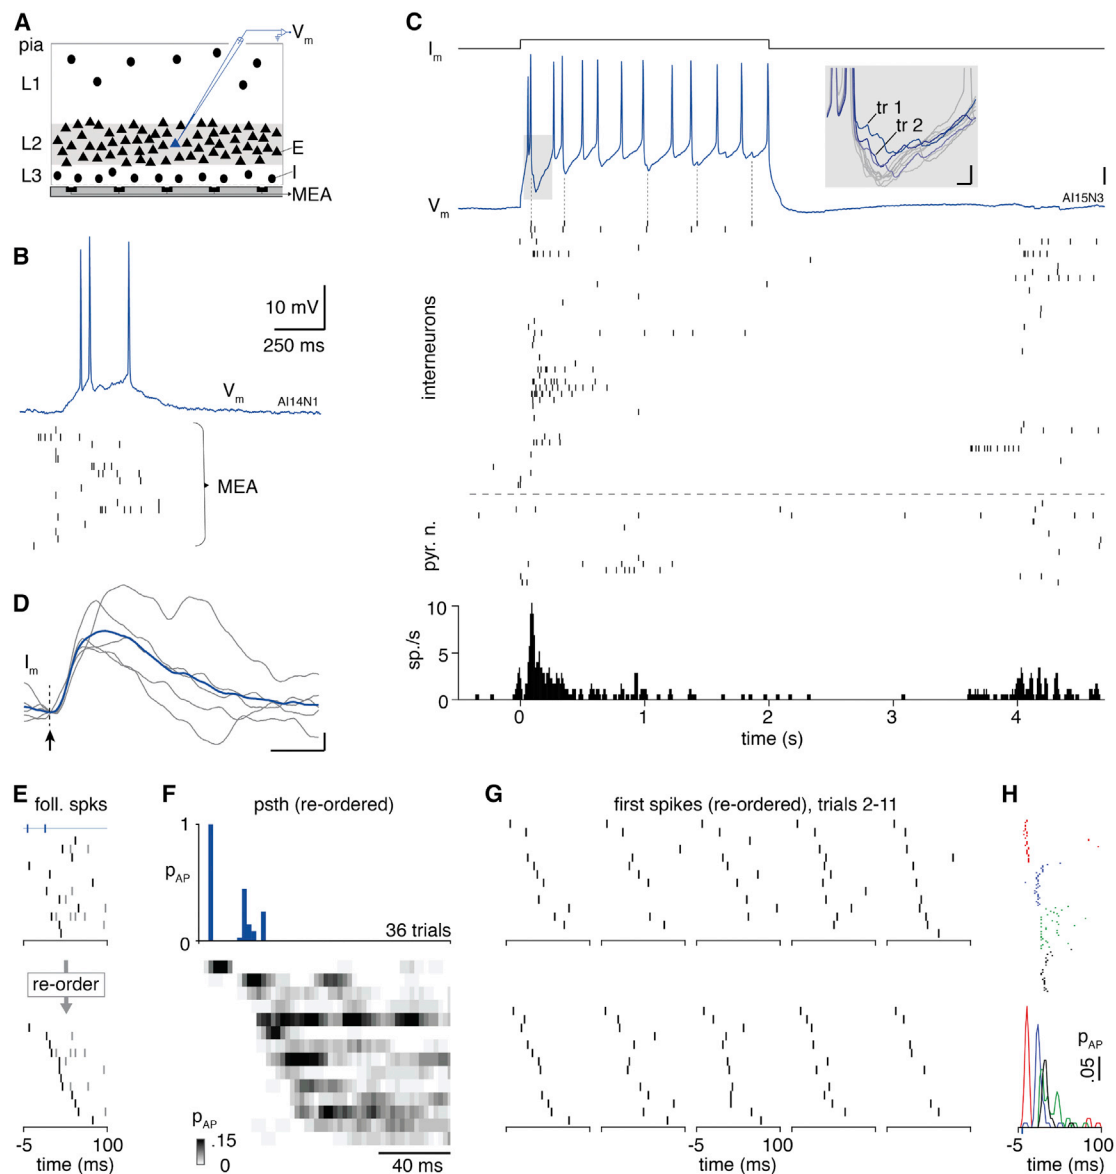 A
pia
V
m
L1
L2
E
L3
I
MEA
B
10 mV
250 ms
V
m
AI14N1
MEA
C
I
m
tr 1
tr 2
V
m
AI15N3
interneurons
pyr. n.
sp./s
10
5
0
0
1
2
3
4
time (s)
D
I
m
E
foll. spks
re-order
-5
100
time (ms)
F
psth (re-ordered)
1
p
AP
0
36 trials
p
AP
.15
0
40 ms
G
first spikes (re-ordered), trials 2-11
-5
100
time (ms)
H
p
AP
.05
-5
100
time (ms)